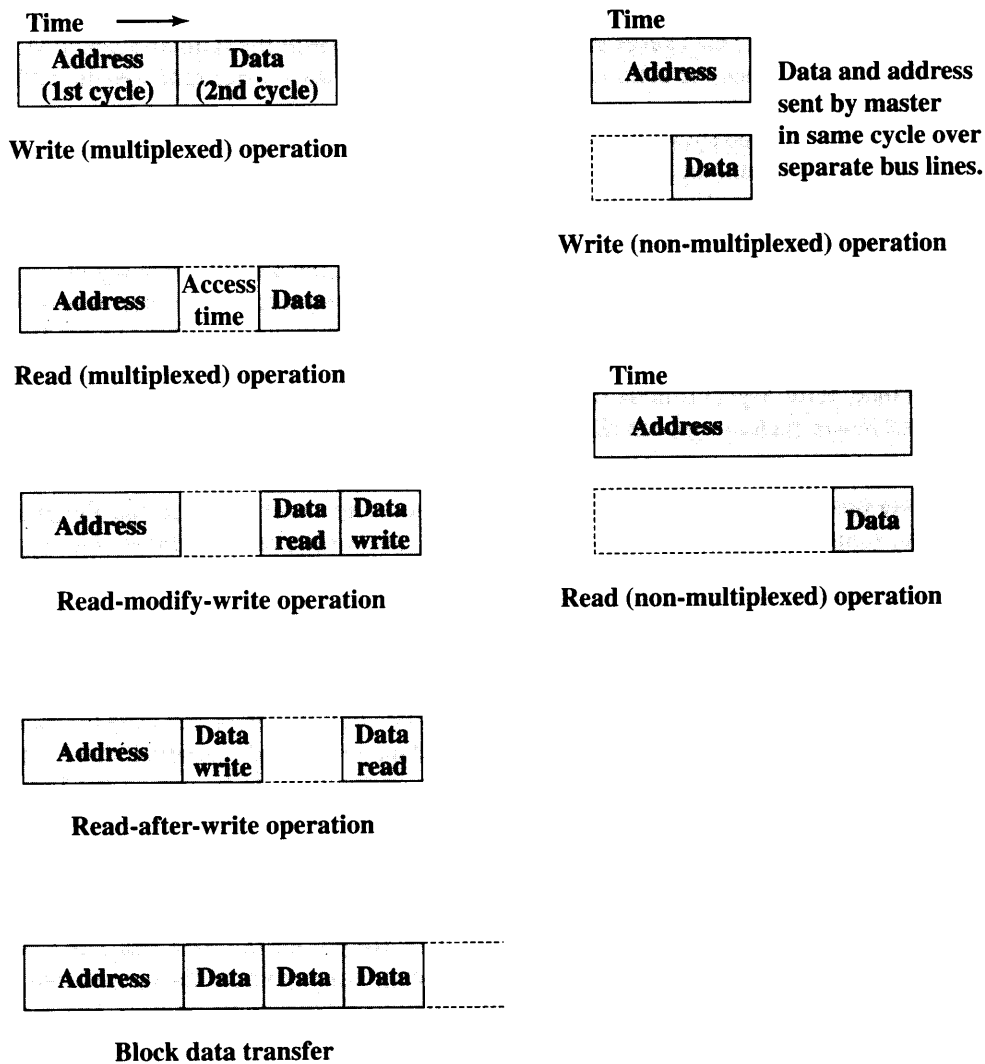 Time
Address
(1st cycle)
Data
(2nd cycle)
Write (multiplexed) operation
Address
Access
time
Data
Read (multiplexed) operation
Address
Data
read
Data
write
Read-modify-write operation
Address
Data
write
Data
read
Read-after-write operation
Address
Data
Data
Data
Block data transfer
Time
Address
Data and address
sent by master
in same cycle over
separate bus lines.
Data
Write (non-multiplexed) operation
Time
Address
Data
Read (non-multiplexed) operation